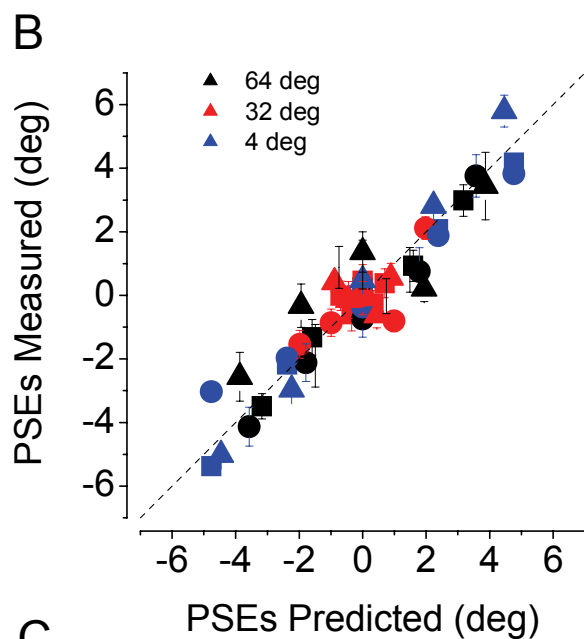 B
64 deg
32 deg
4 deg
PSEs Measured (deg)
6
4
2
0
-2
-4
-6
-6 -4 -2 0 2 4 6
PSEs Predicted (deg)
C